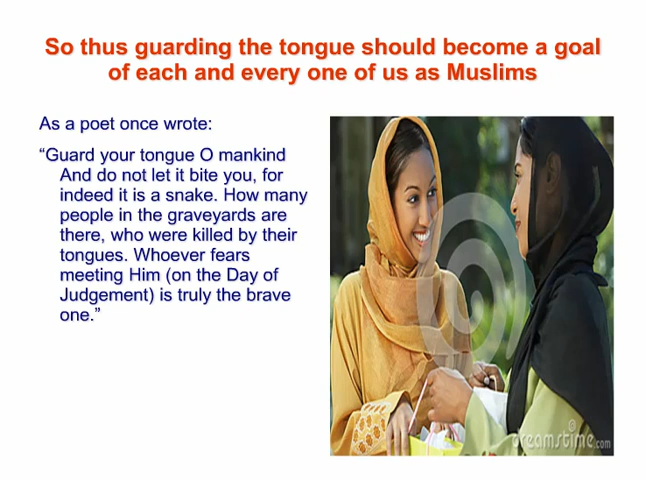 So thus guarding the tongue should become a goal
of each and every one of us as Muslims
As a poet once wrote:
“Guard your tongue O mankind
And do not let it bite you, for
indeed it is a snake. How many
people in the graveyards are
there, who were killed by their
tongues. Whoever fears
meeting Him (on the Day of
Judgement) is truly the brave
one.”
dreamstime.com